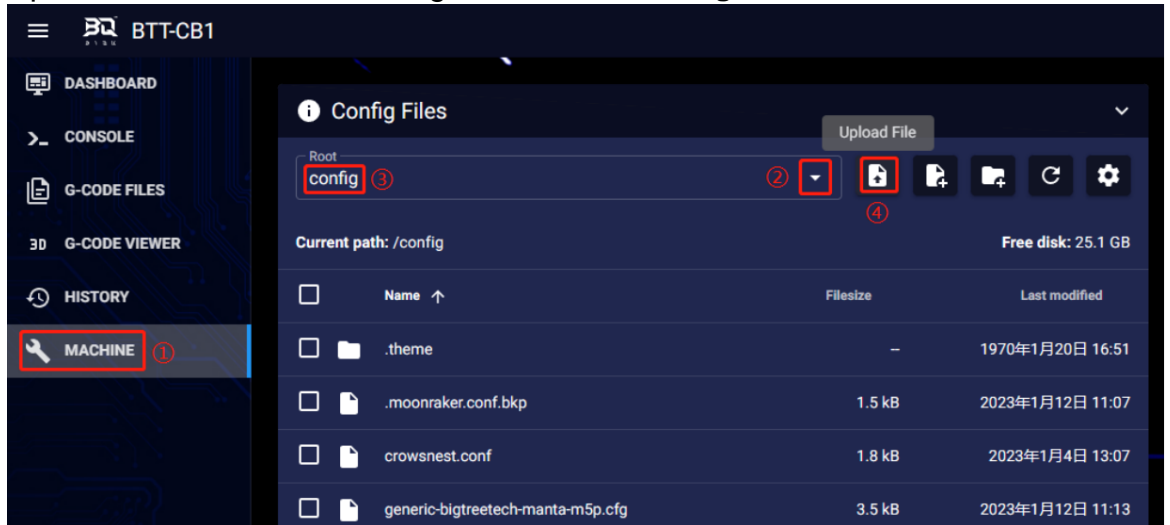 BTT-CB1
DASHBOARD
CONSOLE
G-CODE FILES
3D G-CODE VIEWER
HISTORY
MACHINE ①
Config Files
Upload File
Root
config ③
②
④
Current path: /config
Free disk: 25.1 GB
Name
Filesize
Last modified
.theme
--
1970年1月20日 16:51
.moonraker.conf.bkp
1.5 kB
2023年1月12日 11:07
crowsnest.conf
1.8 kB
2023年1月4日 13:07
generic-bigtreetech-manta-m5p.cfg
3.5 kB
2023年1月12日 11:13